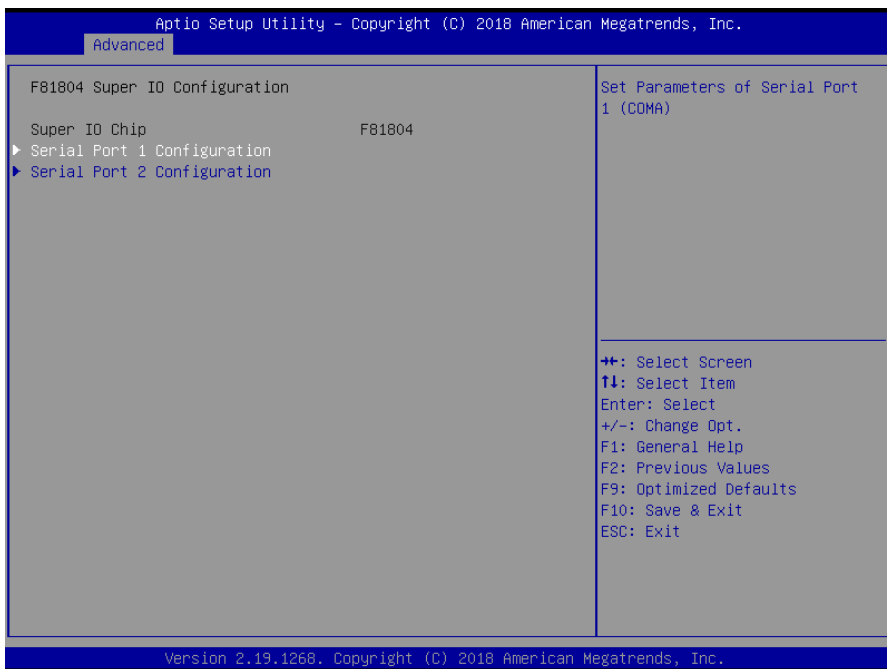 Aptio Setup Utility – Copyright (C) 2018 American Megatrends, Inc.
Advanced
F81804 Super IO Configuration
Super IO Chip F81804
Serial Port 1 Configuration
Serial Port 2 Configuration
Set Parameters of Serial Port
1 (COMA)
→←: Select Screen
↑↓: Select Item
Enter: Select
+/-: Change Opt.
F1: General Help
F2: Previous Values
F9: Optimized Defaults
F10: Save & Exit
ESC: Exit
Version 2.19.1268. Copyright (C) 2018 American Megatrends, Inc.